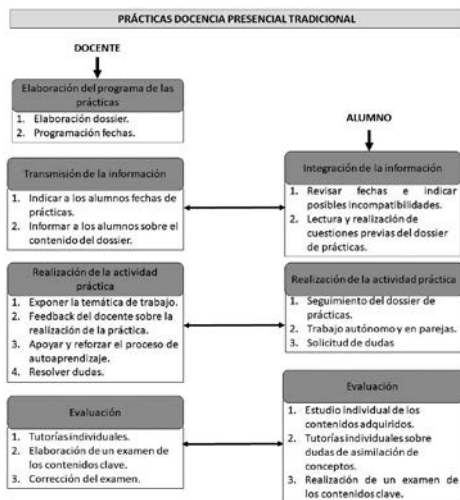 PRÁCTICAS DOCENCIA PRESENCIAL TRADICIONAL
DOCENTE
Elaboración del programa de las
prácticas
1. Elaboración dossier.
2. Programación fechas.
Transmisión de la información
1. Indicar a los alumnos fechas de
prácticas.
2. Informar a los alumnos sobre el
contenido del dossier.
Realización de la actividad
práctica
1. Exponer la temática de trabajo.
2. Feedback del docente sobre la
realización de la práctica.
3. Apoyar y reforzar el proceso de
autoaprendizaje.
4. Resolver dudas.
Evaluación
1. Tutorías individuales.
2. Elaboración de un examen de
los contenidos clave.
3. Corrección del examen.
ALUMNO
Integración de la información
1. Revisar fechas e indicar
posibles incompatibilidades.
2. Lectura y realización de
cuestiones previas del dossier
de prácticas.
Realización de la actividad práctica
1. Seguimiento del dossier de
prácticas.
2. Trabajo autónomo y en parejas.
3. Solicitud de dudas
Evaluación
1. Estudio individual de los
contenidos adquiridos.
2. Tutorías individuales sobre
dudas de asimilación de
conceptos.
3. Realización de un examen de
los contenidos clave.